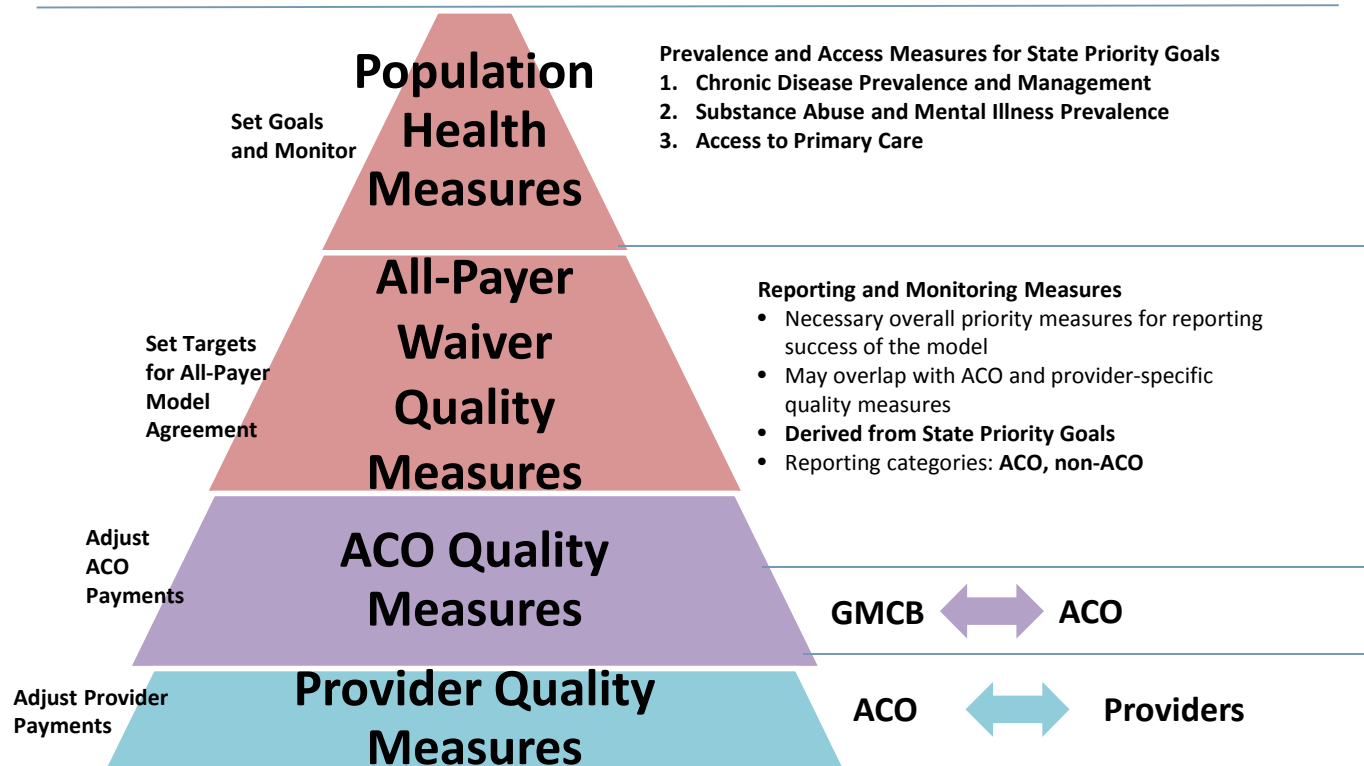 Population
Health
Measures
Set Goals
and Monitor
Prevalence and Access Measures for State Priority Goals
1. Chronic Disease Prevalence and Management
2. Substance Abuse and Mental Illness Prevalence
3. Access to Primary Care
All-Payer
Waiver
Quality
Measures
Set Targets
for All-Payer
Model
Agreement
Reporting and Monitoring Measures
• Necessary overall priority measures for reporting
success of the model
• May overlap with ACO and provider-specific
quality measures
• Derived from State Priority Goals
• Reporting categories: ACO, non-ACO
Adjust
ACO
Payments
ACO Quality
Measures
GMCB ACO
Adjust Provider
Payments
Provider Quality
Measures
ACO Providers